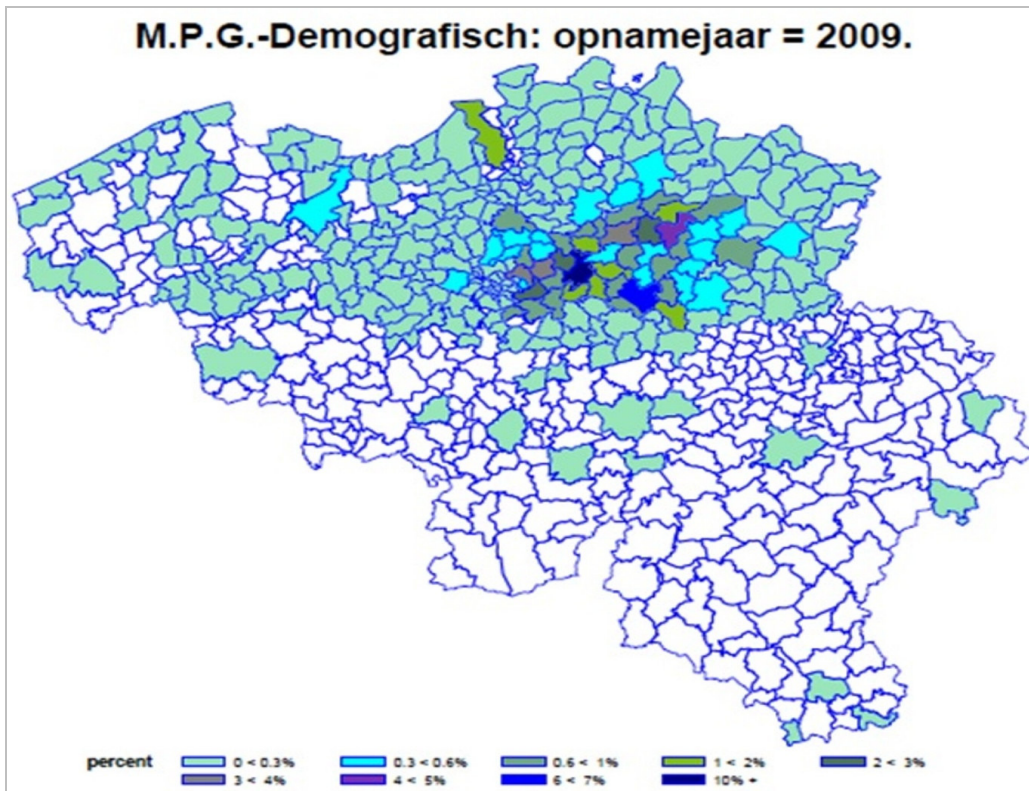 M.P.G.-Demografisch: opnamejaar = 2009.
percent 0 < 0.3% 0.3 < 0.6% 0.6 < 1% 1 < 2% 2 < 3%
3 < 4% 4 < 5% 6 < 7% 10% +